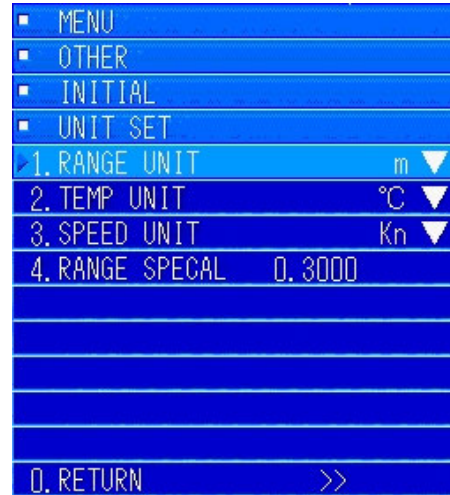 MENU
OTHER
INITIAL
UNIT SET
1. RANGE UNIT m
2. TEMP UNIT °C
3. SPEED UNIT Kn
4. RANGE SPECAL 0.3000
0. RETURN >>